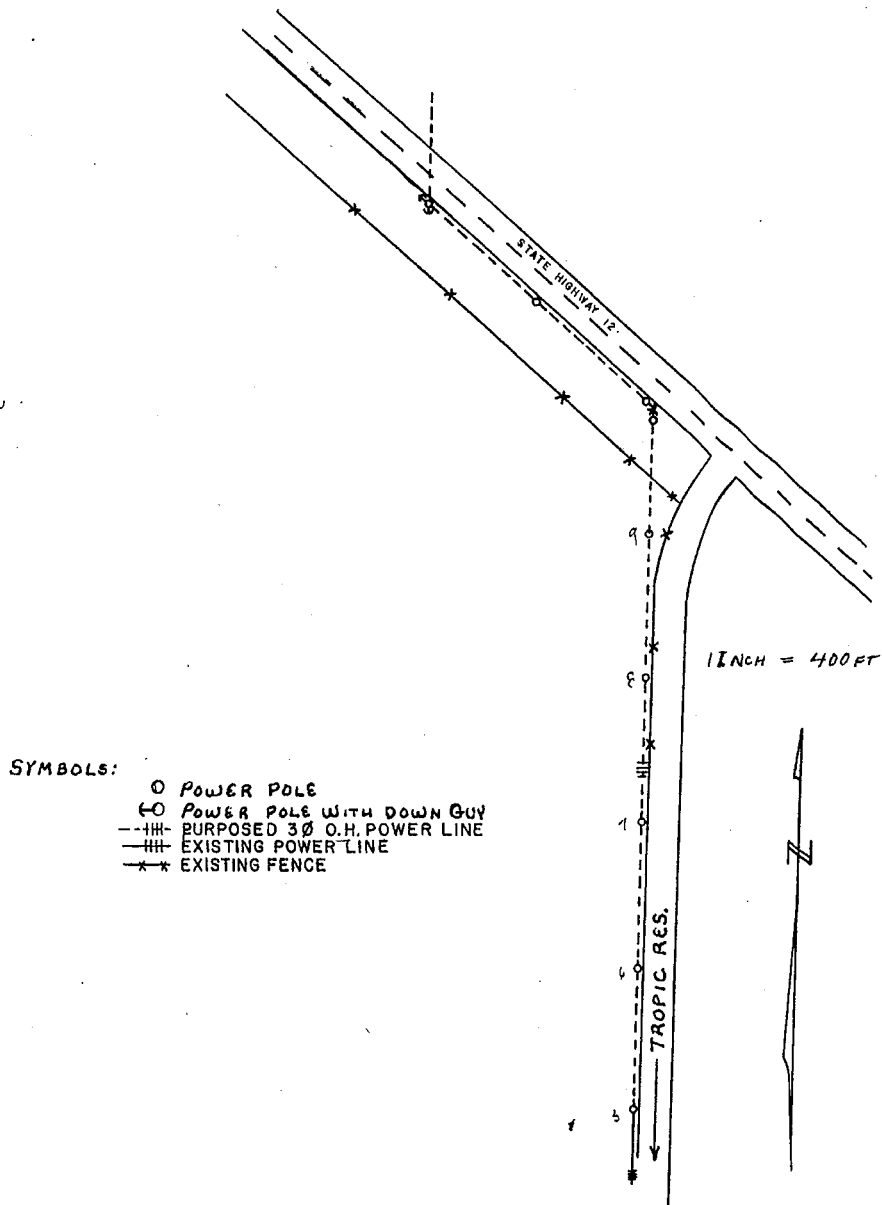 STATE HIGHWAY 12
9
1 INCH = 400 FT
8
SYMBOLS:
POWER POLE
POWER POLE WITH DOWN GUY
PURPOSED 3Ø O.H. POWER LINE
EXISTING POWER LINE
EXISTING FENCE
7
N
6
TROPIC RES.
5